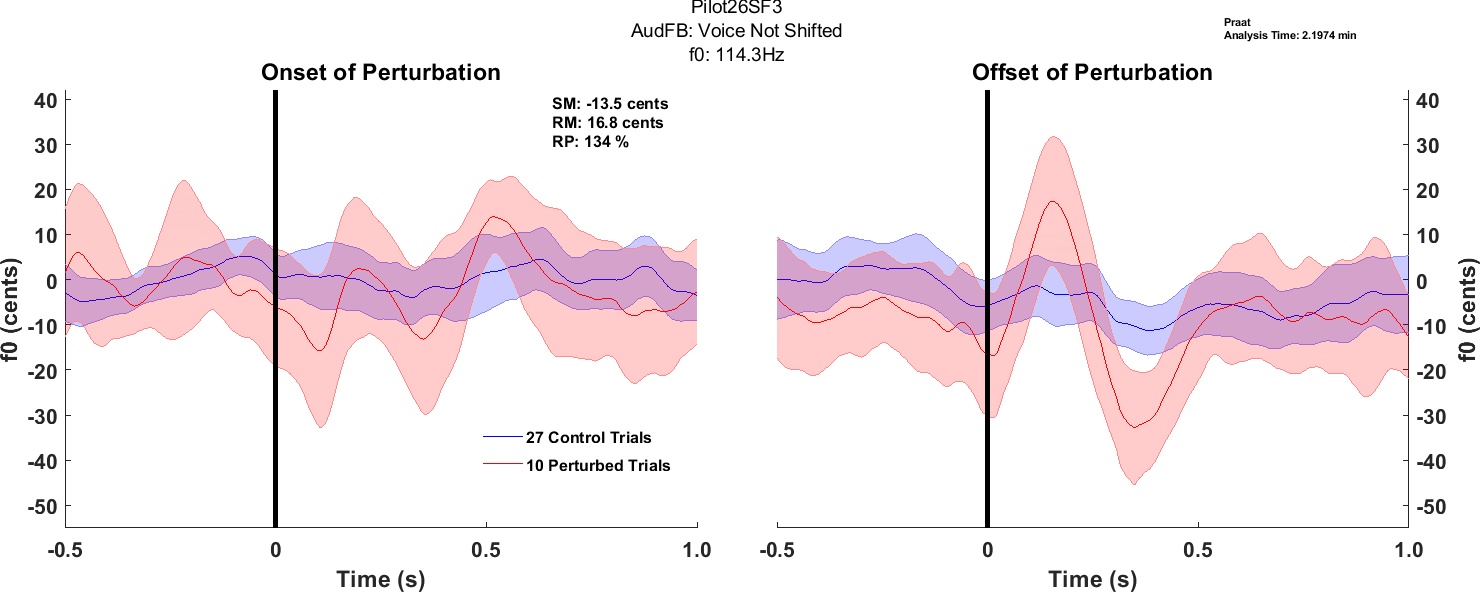 Pilot26SF3
AudFB: Voice Not Shifted
f0: 114.3Hz
Praat
Analysis Time: 2.1974 min
Onset of Perturbation
SM: -13.5 cents
RM: 16.8 cents
RP: 134 %
40
30
20
10
0
-10
-20
-30
-40
-50
f0 (cents)
27 Control Trials
10 Perturbed Trials
-0.5
0
0.5
1.0
Time (s)
Offset of Perturbation
40
30
20
10
0
-10
-20
-30
-40
-50
f0 (cents)
-0.5
0
0.5
1.0
Time (s)